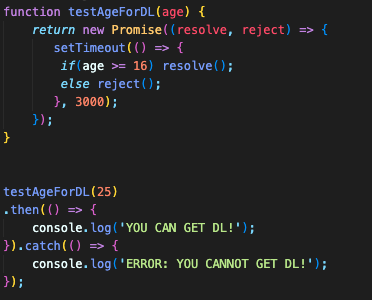 function testAgeForDL(age) {
    return new Promise((resolve, reject) => {
       setTimeout(() => {
        if(age >= 16) resolve();
        else reject();
       }, 3000);
    });
}
testAgeForDL(25)
.then(() => {
    console.log('YOU CAN GET DL!');
}).catch(() => {
    console.log('ERROR: YOU CANNOT GET DL!');
});